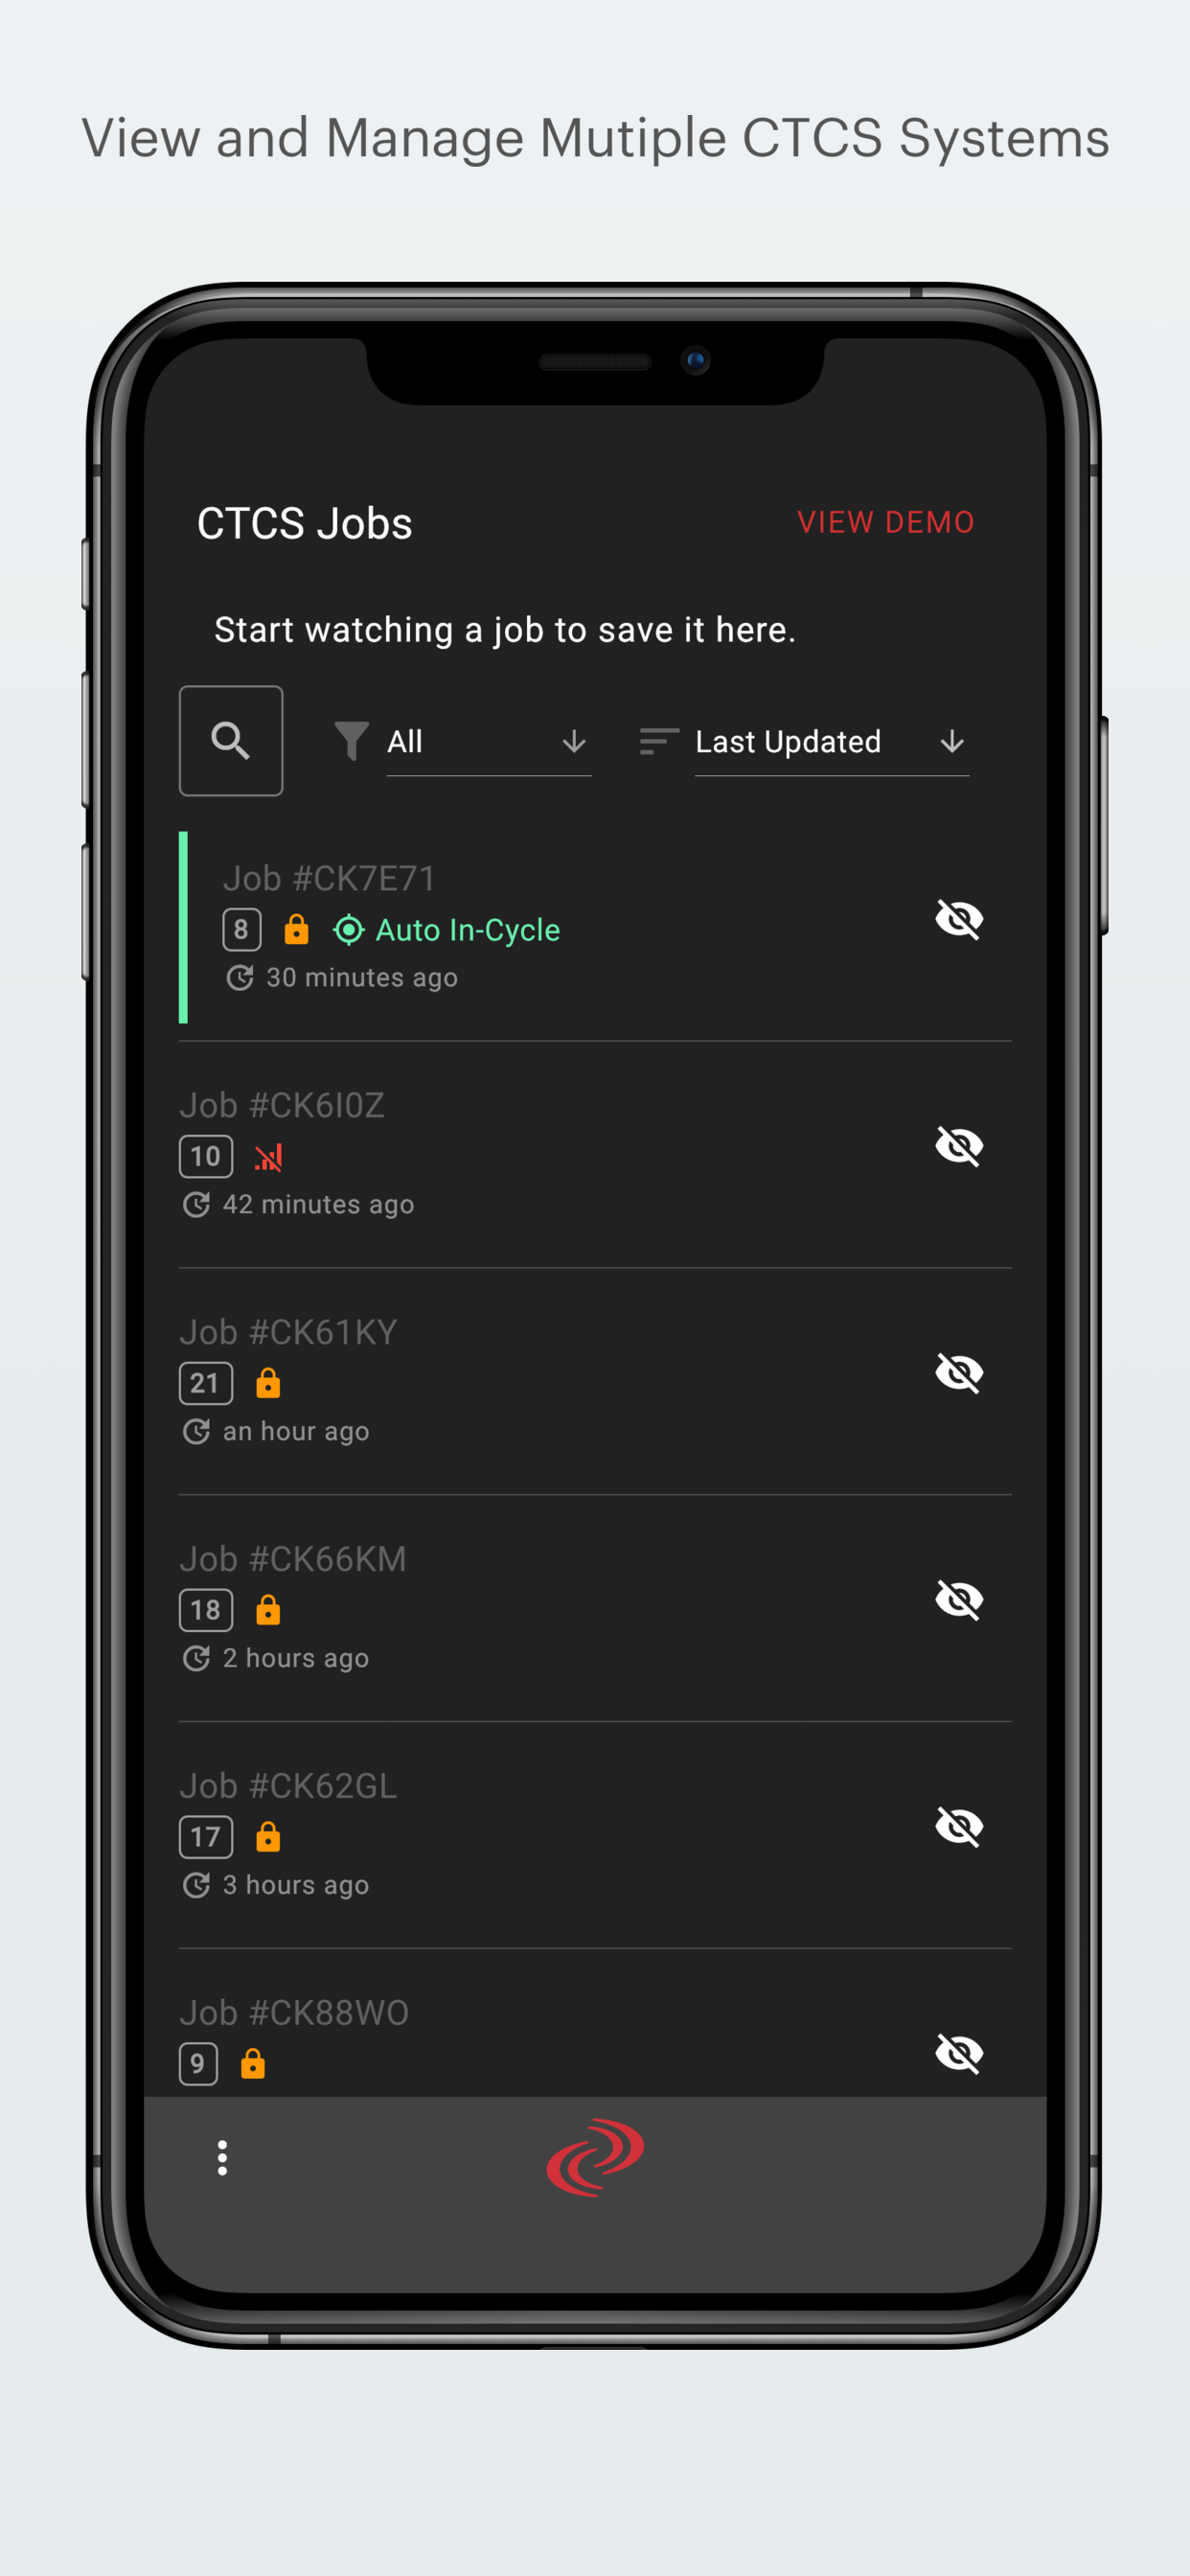 View and Manage Mutiple CTCS Systems
CTCS Jobs
VIEW DEMO
Start watching a job to save it here.
All
Last Updated
Job #CK7E71
8
Auto In-Cycle
30 minutes ago
Job #CK6I0Z
10
42 minutes ago
Job #CK61KY
21
an hour ago
Job #CK66KM
18
2 hours ago
Job #CK62GL
17
3 hours ago
Job #CK88WO
9